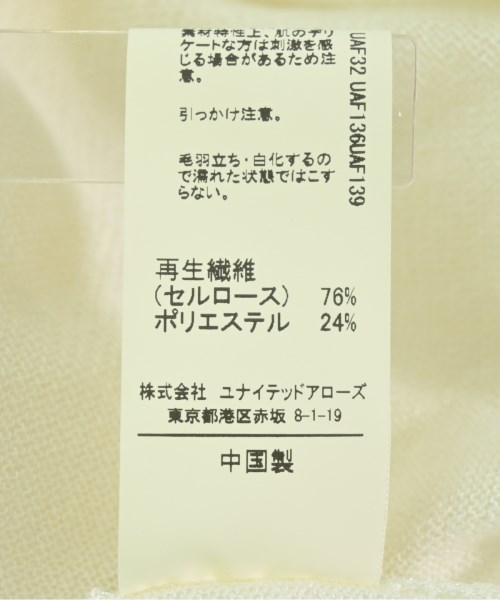 素材特性上、肌のデリ
ケートな方は刺激を感
じる場合があるため注
意。
引っかけ注意。
毛羽立ち・白化するの
で濡れた状態ではこす
らない。
UAF32 UAF136UAF139
再生繊維
(セルロース) 76%
ポリエステル 24%
株式会社 ユナイテッドアローズ
東京都港区赤坂 8-1-19
中国製